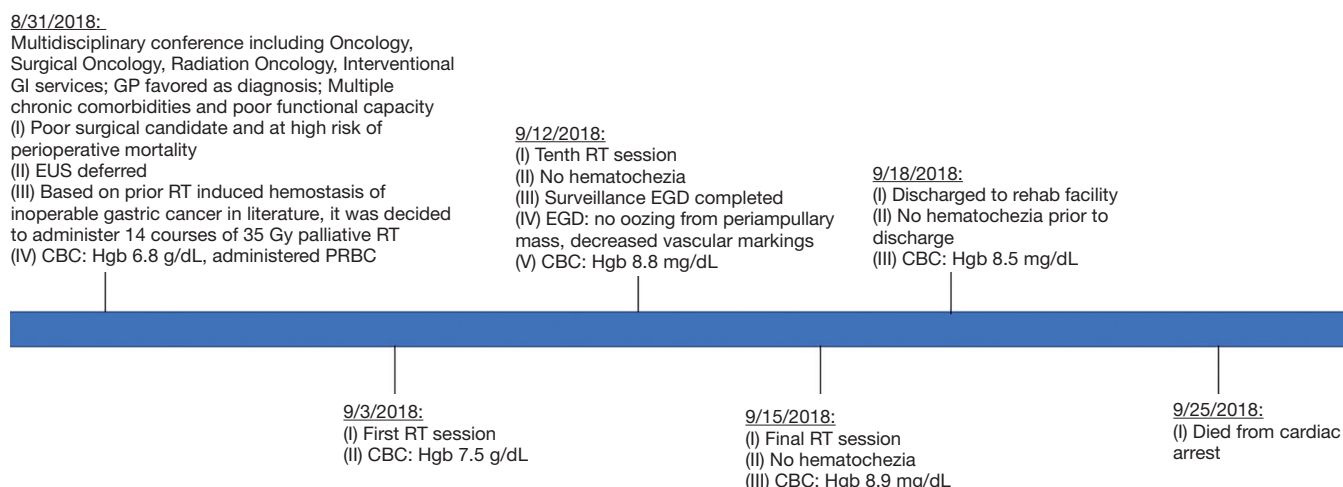 8/31/2018:
Multidisciplinary conference including Oncology,
Surgical Oncology, Radiation Oncology, Interventional
GI services; GP favored as diagnosis; Multiple
chronic comorbidities and poor functional capacity
(I) Poor surgical candidate and at high risk of
perioperative mortality
(II) EUS deferred
(III) Based on prior RT induced hemostasis of
inoperable gastric cancer in literature, it was decided
to administer 14 courses of 35 Gy palliative RT
(IV) CBC: Hgb 6.8 g/dL, administered PRBC
9/3/2018:
(I) First RT session
(II) CBC: Hgb 7.5 g/dL
9/12/2018:
(I) Tenth RT session
(II) No hematochezia
(III) Surveillance EGD completed
(IV) EGD: no oozing from periampullary
mass, decreased vascular markings
(V) CBC: Hgb 8.8 mg/dL
9/15/2018:
(I) Final RT session
(II) No hematochezia
(III) CBC: Hgb 8.9 mg/dL
9/18/2018:
(I) Discharged to rehab facility
(II) No hematochezia prior to
discharge
(III) CBC: Hgb 8.5 mg/dL
9/25/2018:
(I) Died from cardiac
arrest